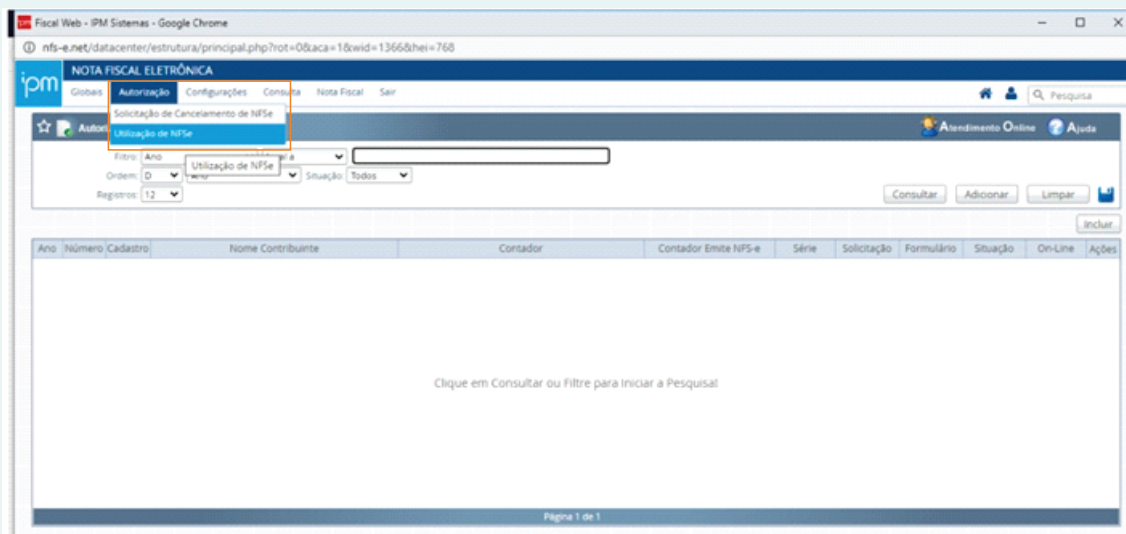 ipm Fiscal Web - IPM Sistemas - Google Chrome
nfs-e.net/datacenter/estrutura/principal.php?rot=0&aca=1&wid=1366&hei=768
ipm
NOTA FISCAL ELETRÔNICA
Globais Autorização Configurações Consulta Nota Fiscal Sair Pesquisa
Solicitação de Cancelamento de NFSe
Utilização de NFSe
Atendimento Online Ajuda
Filtro: Ano
Utilização de NFSe
Ordem: D Ano Situação: Todos
Registros: 12 Consultar Adicionar Limpar
Incluir
Ano Número Cadastro Nome Contribuinte Contador Contador Emite NFS-e Série Solicitação Formulário Situação On-Line Ações
Clique em Consultar ou Filtre para Iniciar a Pesquisa!
Página 1 de 1